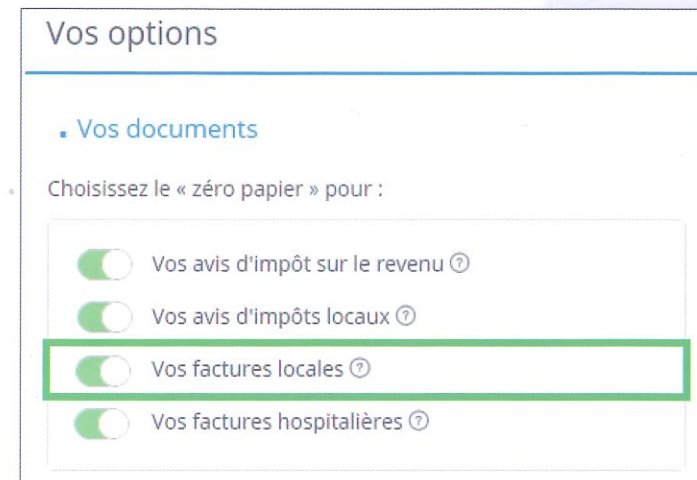 Vos options
Vos documents
Choisissez le « zéro papier » pour :
Vos avis d'impôt sur le revenu ?
Vos avis d'impôts locaux ?
Vos factures locales ?
Vos factures hospitalières ?